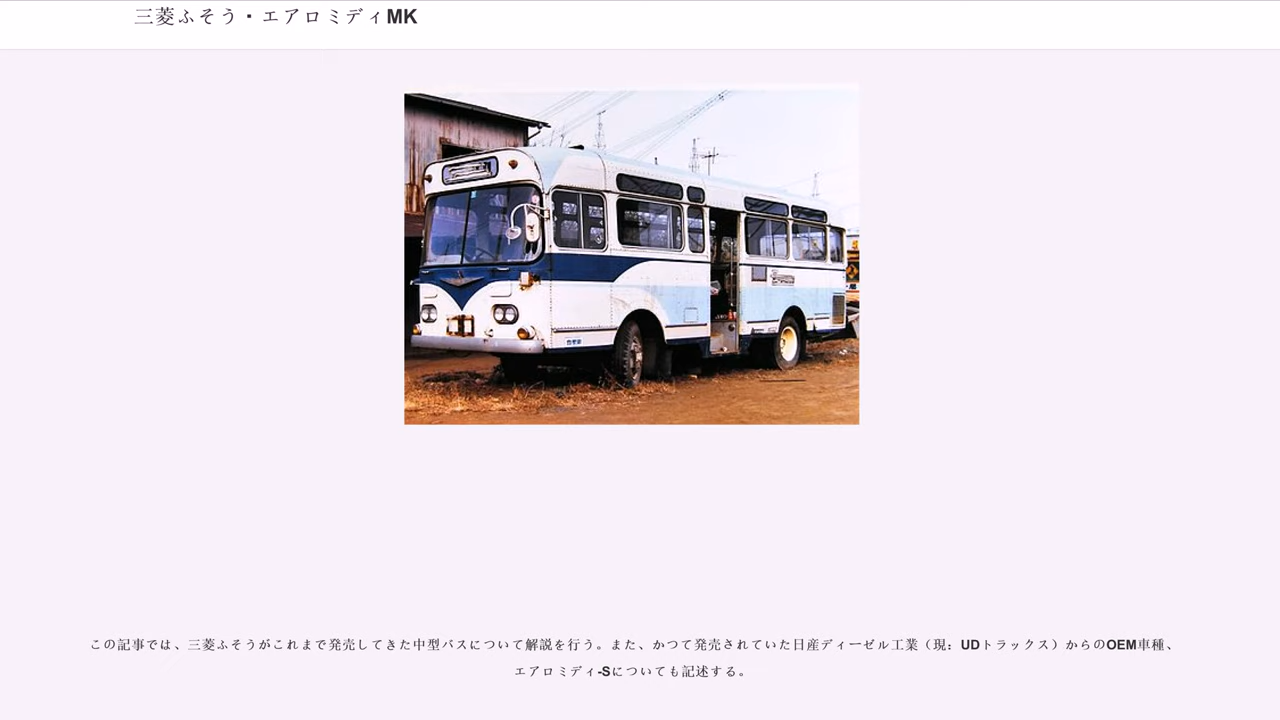 三菱ふそう・エアロミディMK
この記事では、三菱ふそうがこれまで発売してきた中型バスについて解説を行う。また、かつて発売されていた日産ディーゼル工業（現：UDトラックス）からのOEM車種、
エアロミディ-Sについても記述する。